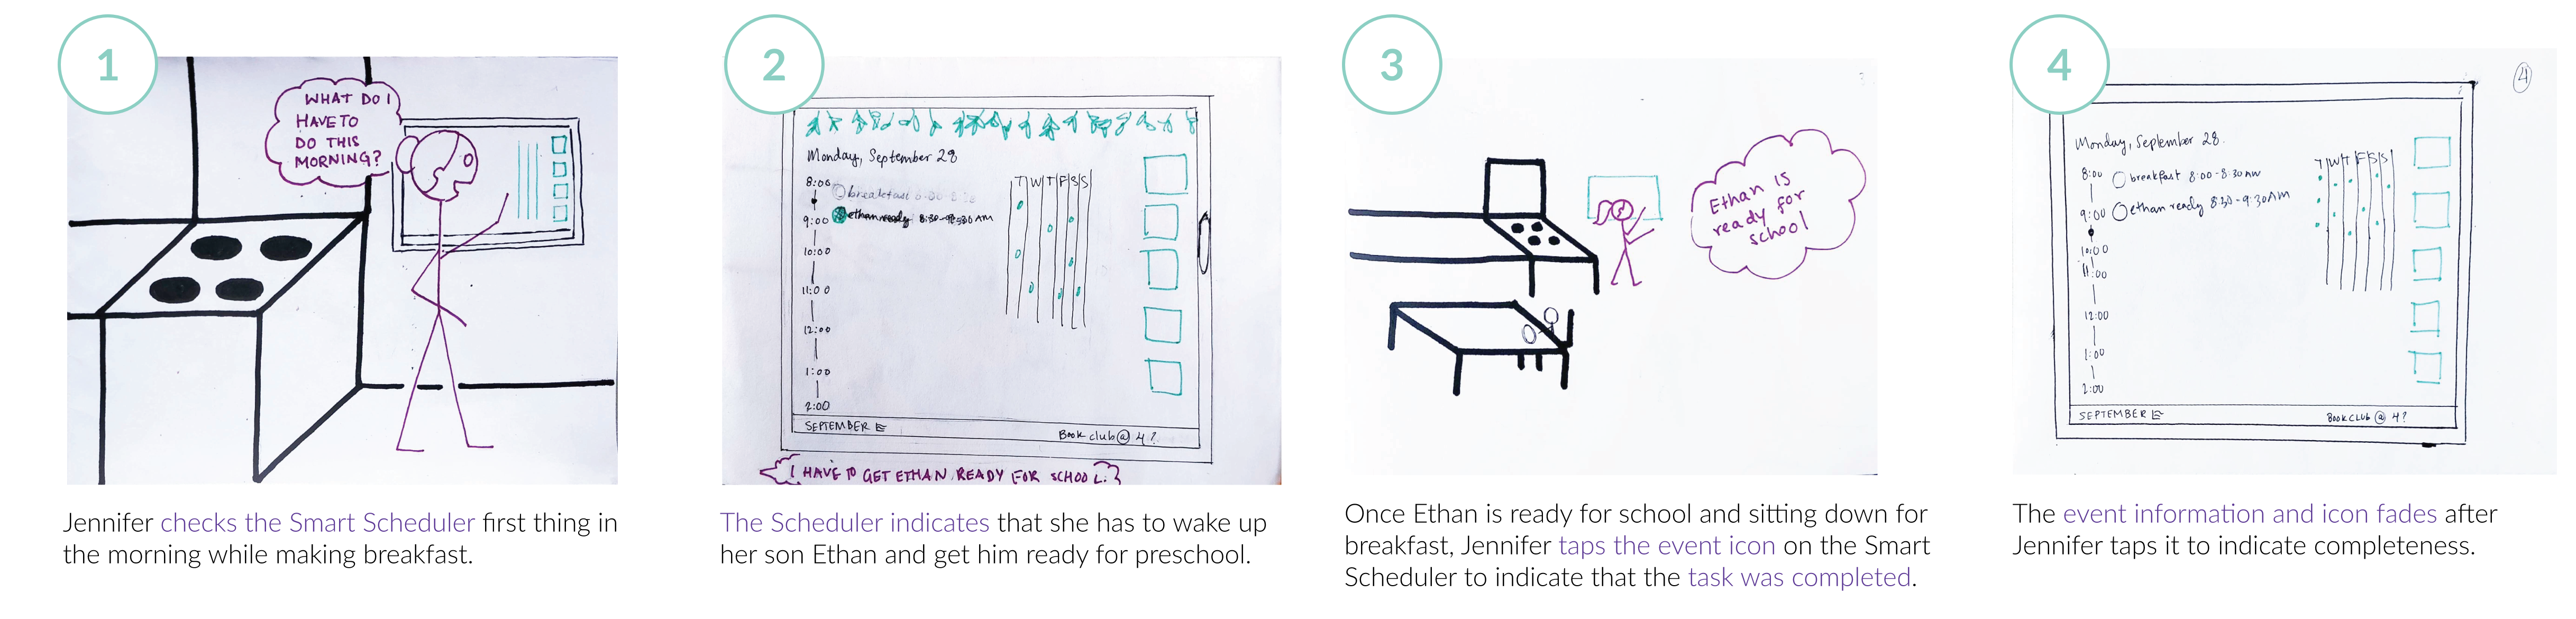 1
WHAT DO I
HAVE TO
DO THIS
MORNING?
Jennifer checks the Smart Scheduler first thing in
the morning while making breakfast.
2
Monday, September 28
T W T F S S
8:00 breakfast 8:00-8:30
9:00 ethan ready 8:30-9:30 AM
10:00
11:00
12:00
1:00
2:00
SEPTEMBER
Book club @ 4?
I HAVE TO GET ETHAN READY FOR SCHOOL.
The Scheduler indicates that she has to wake up
her son Ethan and get him ready for preschool.
3
Ethan is
ready for
school
Once Ethan is ready for school and sitting down for
breakfast, Jennifer taps the event icon on the Smart
Scheduler to indicate that the task was completed.
4
4
Monday, September 28.
T W T F S S
8:00 breakfast 8:00-8:30 AM
9:00 ethan ready 8:30-9:30AM
10:00
11:00
12:00
1:00
2:00
SEPTEMBER
BOOK CLUB @ 4?
The event information and icon fades after
Jennifer taps it to indicate completeness.